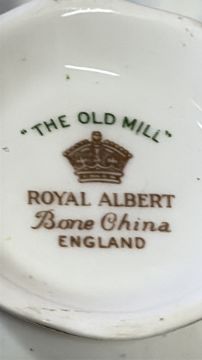 "THE OLD MILL"
ROYAL ALBERT
Bone China
ENGLAND